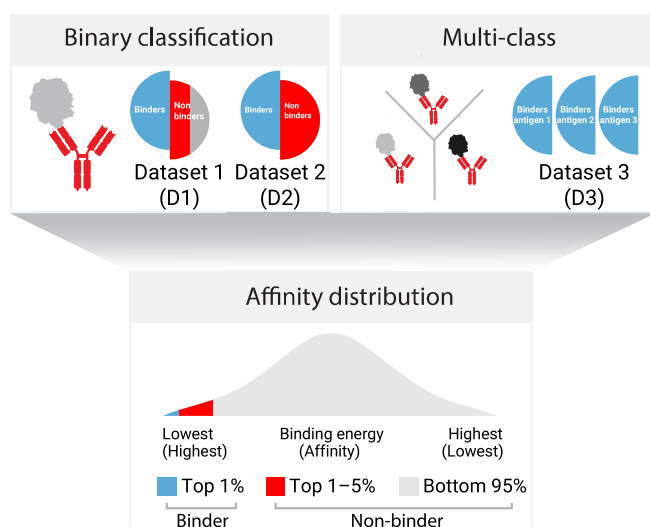 Binary classification
Multi-class
Binders
Non
binders
Binders
Non
binders
Binders
antigen 1
Binders
antigen 2
Binders
antigen 3
Dataset 1
(D1)
Dataset 2
(D2)
Dataset 3
(D3)
Affinity distribution
Lowest
(Highest)
Binding energy
(Affinity)
Highest
(Lowest)
Top 1%
Top 1–5%
Bottom 95%
Binder
Non-binder